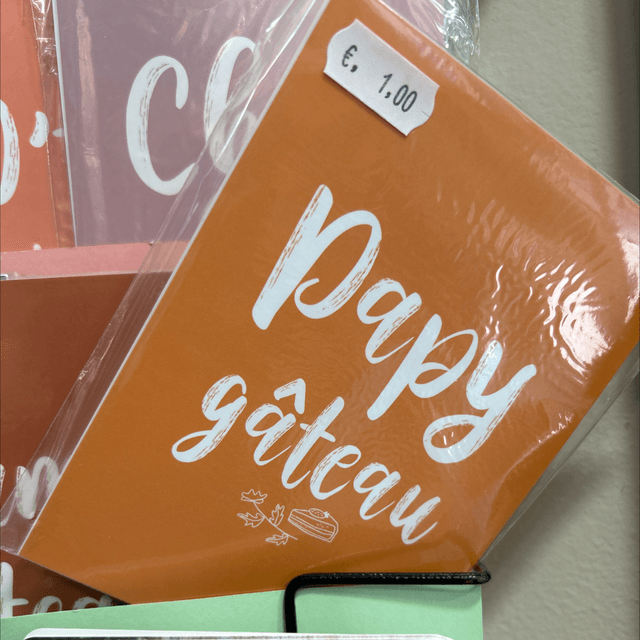 €, 1,00
Papy
gâteau